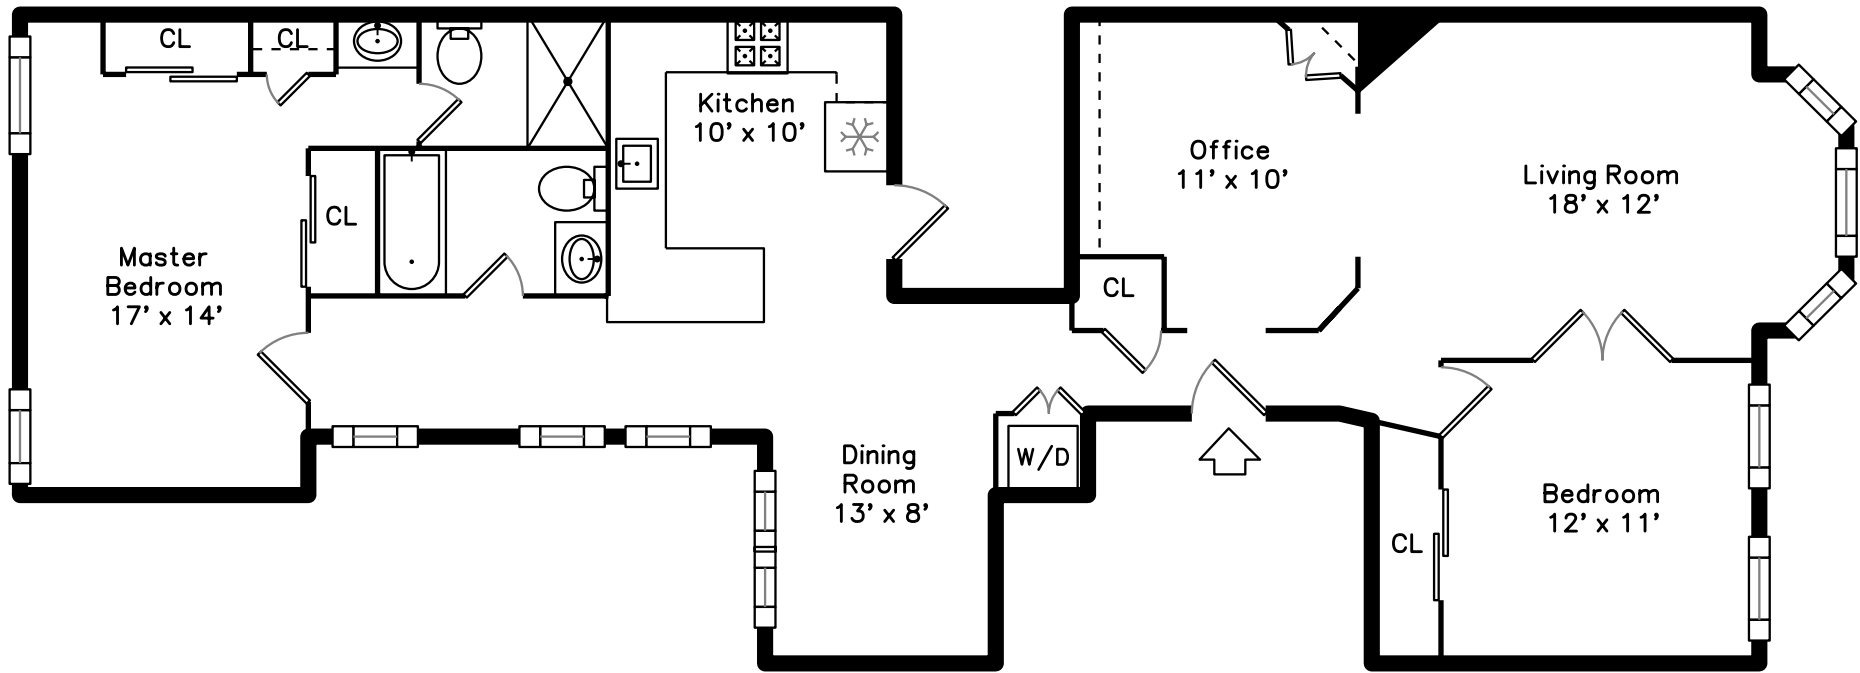 CL
CL
Kitchen
10' x 10'
Office
11' x 10'
Living Room
18' x 12'
CL
Master
Bedroom
17' x 14'
CL
Dining
Room
13' x 8'
W/D
Bedroom
12' x 11'
CL